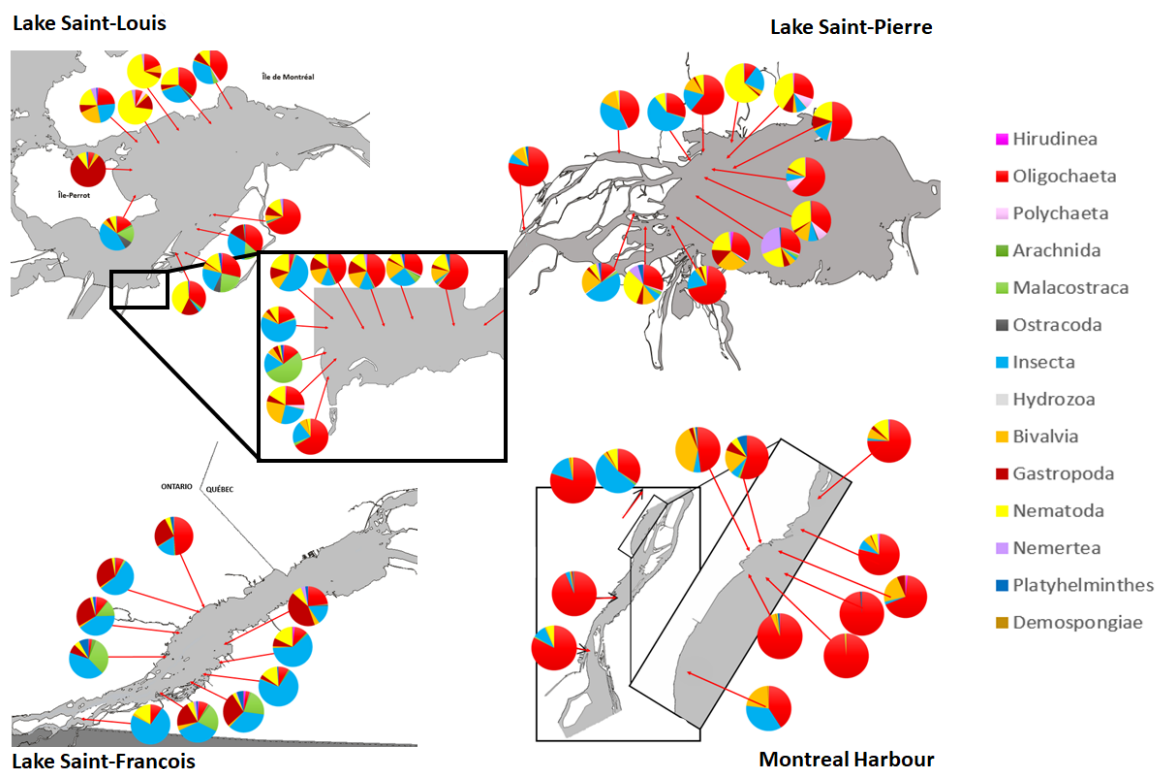 Lake Saint-Louis
Lake Saint-Pierre
Île de Montréal
Île-Perrot
ONTARIO
QUÉBEC
Lake Saint-Francois
Montreal Harbour
Hirudinea
Oligochaeta
Polychaeta
Arachnida
Malacostraca
Ostracoda
Insecta
Hydrozoa
Bivalvia
Gastropoda
Nematoda
Nemertea
Platyhelminthes
Demospongiae